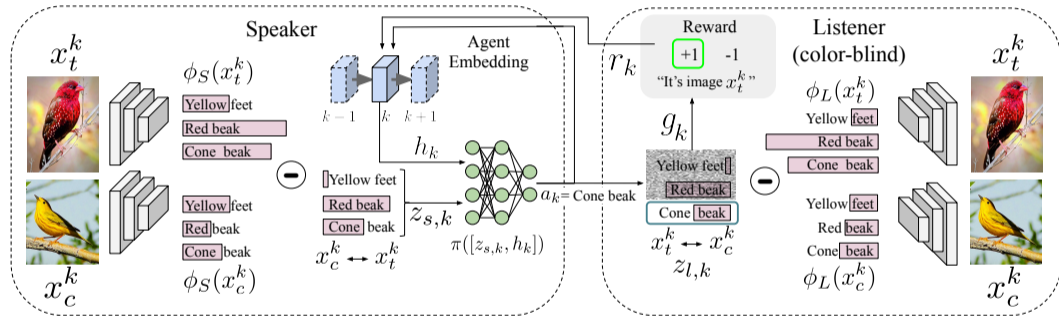 Speaker
x_t^k
ϕ_S(x_t^k)
Yellow feet
Red beak
Cone beak
Yellow feet
Red beak
Cone beak
ϕ_S(x_c^k)
x_c^k
Agent
Embedding
k − 1
k
k + 1
h_k
Yellow feet
Red beak
Cone beak
z_{s,k}
x_c^k ↔ x_t^k
π([z_{s,k}, h_k])
a_k= Cone beak
r_k
Reward
+1 -1
“It’s image x_t^k”
g_k
Yellow feet
Red beak
Cone beak
x_t^k ↔ x_c^k
z_{l,k}
Listener
(color-blind)
x_t^k
ϕ_L(x_t^k)
Yellow feet
Red beak
Cone beak
Yellow feet
Red beak
Cone beak
ϕ_L(x_c^k)
x_c^k